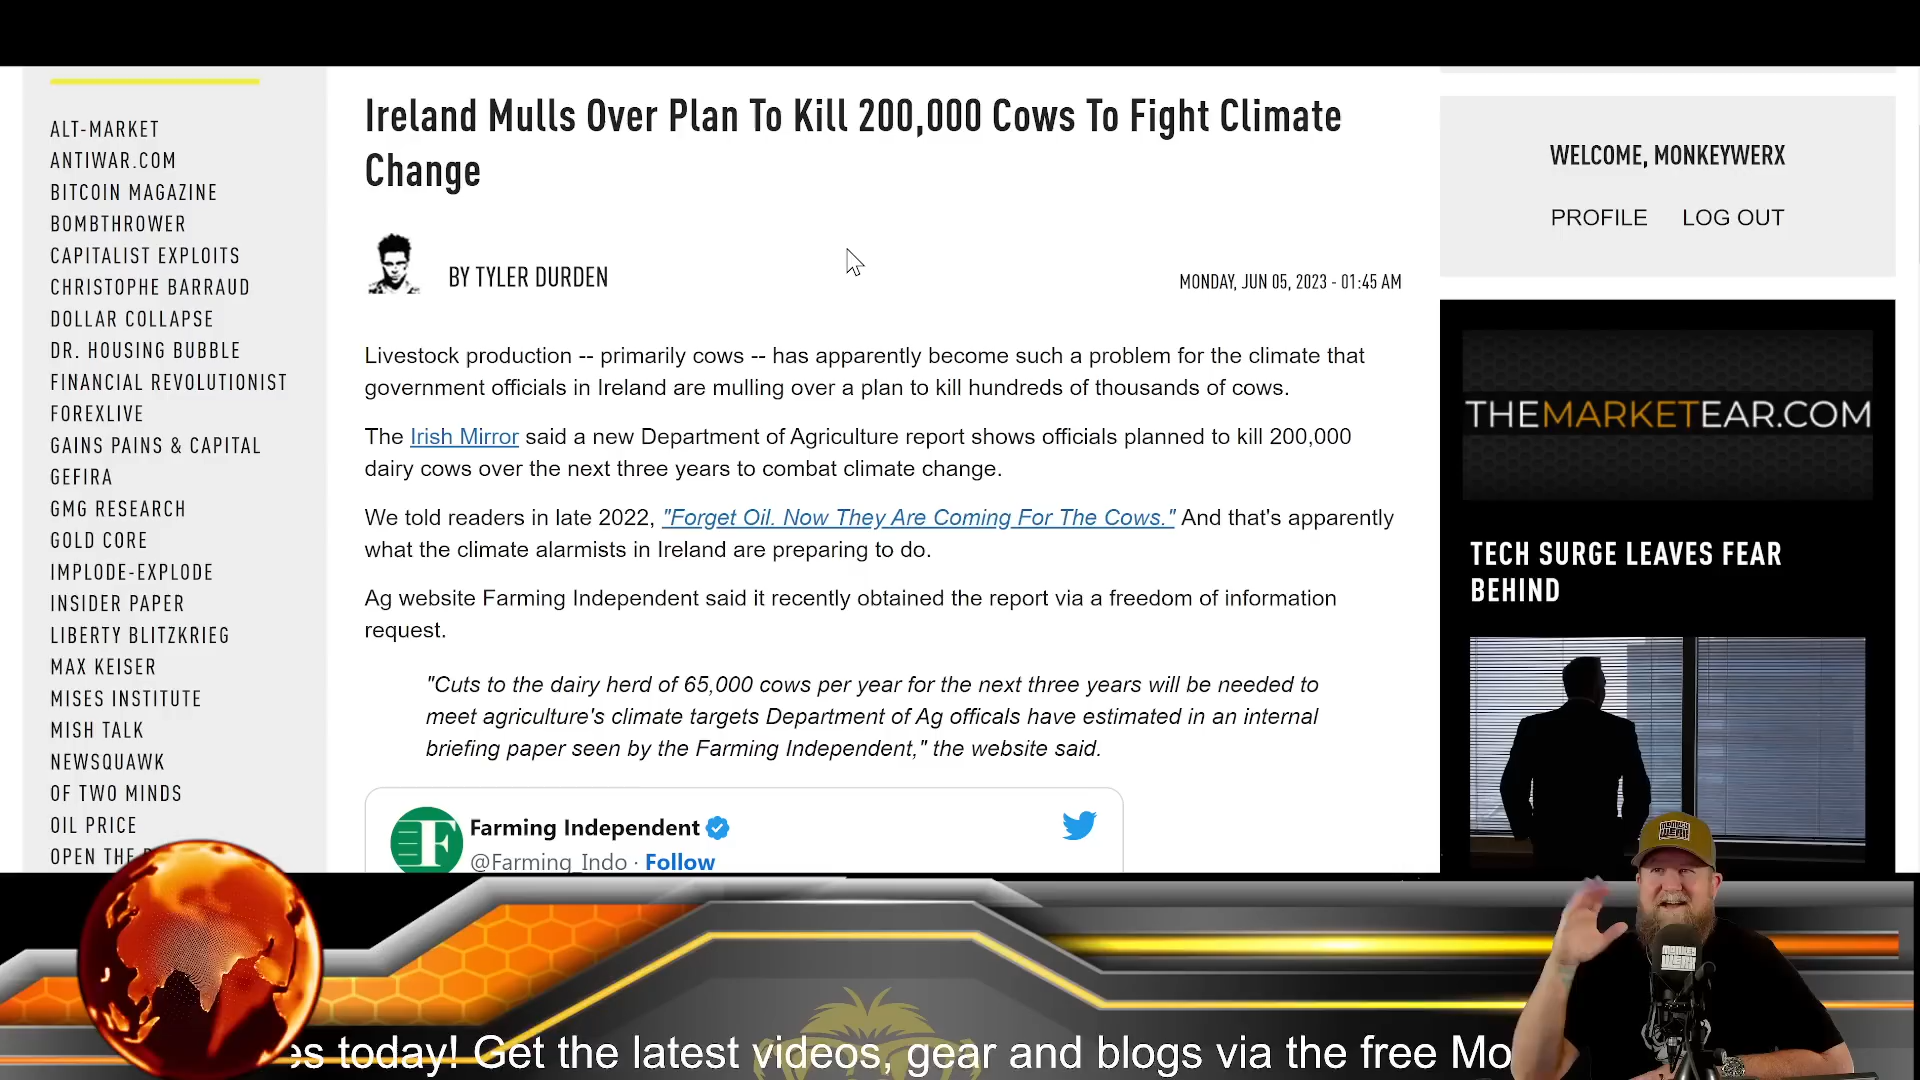 ALT-MARKET
ANTIWAR.COM
BITCOIN MAGAZINE
BOMBTHROWER
CAPITALIST EXPLOITS
CHRISTOPHE BARRAUD
DOLLAR COLLAPSE
DR. HOUSING BUBBLE
FINANCIAL REVOLUTIONIST
FOREXLIVE
GAINS PAINS & CAPITAL
GEFIRA
GMG RESEARCH
GOLD CORE
IMPLODE-EXPLODE
INSIDER PAPER
LIBERTY BLITZKRIEG
MAX KEISER
MISES INSTITUTE
MISH TALK
NEWSQUAWK
OF TWO MINDS
OIL PRICE
OPEN THE
Ireland Mulls Over Plan To Kill 200,000 Cows To Fight Climate
Change
BY TYLER DURDEN
MONDAY, JUN 05, 2023 - 01:45 AM
Livestock production -- primarily cows -- has apparently become such a problem for the climate that
government officials in Ireland are mulling over a plan to kill hundreds of thousands of cows.
The Irish Mirror said a new Department of Agriculture report shows officials planned to kill 200,000
dairy cows over the next three years to combat climate change.
We told readers in late 2022, "Forget Oil. Now They Are Coming For The Cows." And that's apparently
what the climate alarmists in Ireland are preparing to do.
Ag website Farming Independent said it recently obtained the report via a freedom of information
request.
"Cuts to the dairy herd of 65,000 cows per year for the next three years will be needed to
meet agriculture's climate targets Department of Ag officals have estimated in an internal
briefing paper seen by the Farming Independent," the website said.
F
Farming Independent
@Farming_Indo · Follow
WELCOME, MONKEYWERX
PROFILE LOG OUT
THEMARKETEAR.COM
TECH SURGE LEAVES FEAR
BEHIND
MONKEY
WERX
MONKEY
WERX
es today! Get the latest videos, gear and blogs via the free Mo